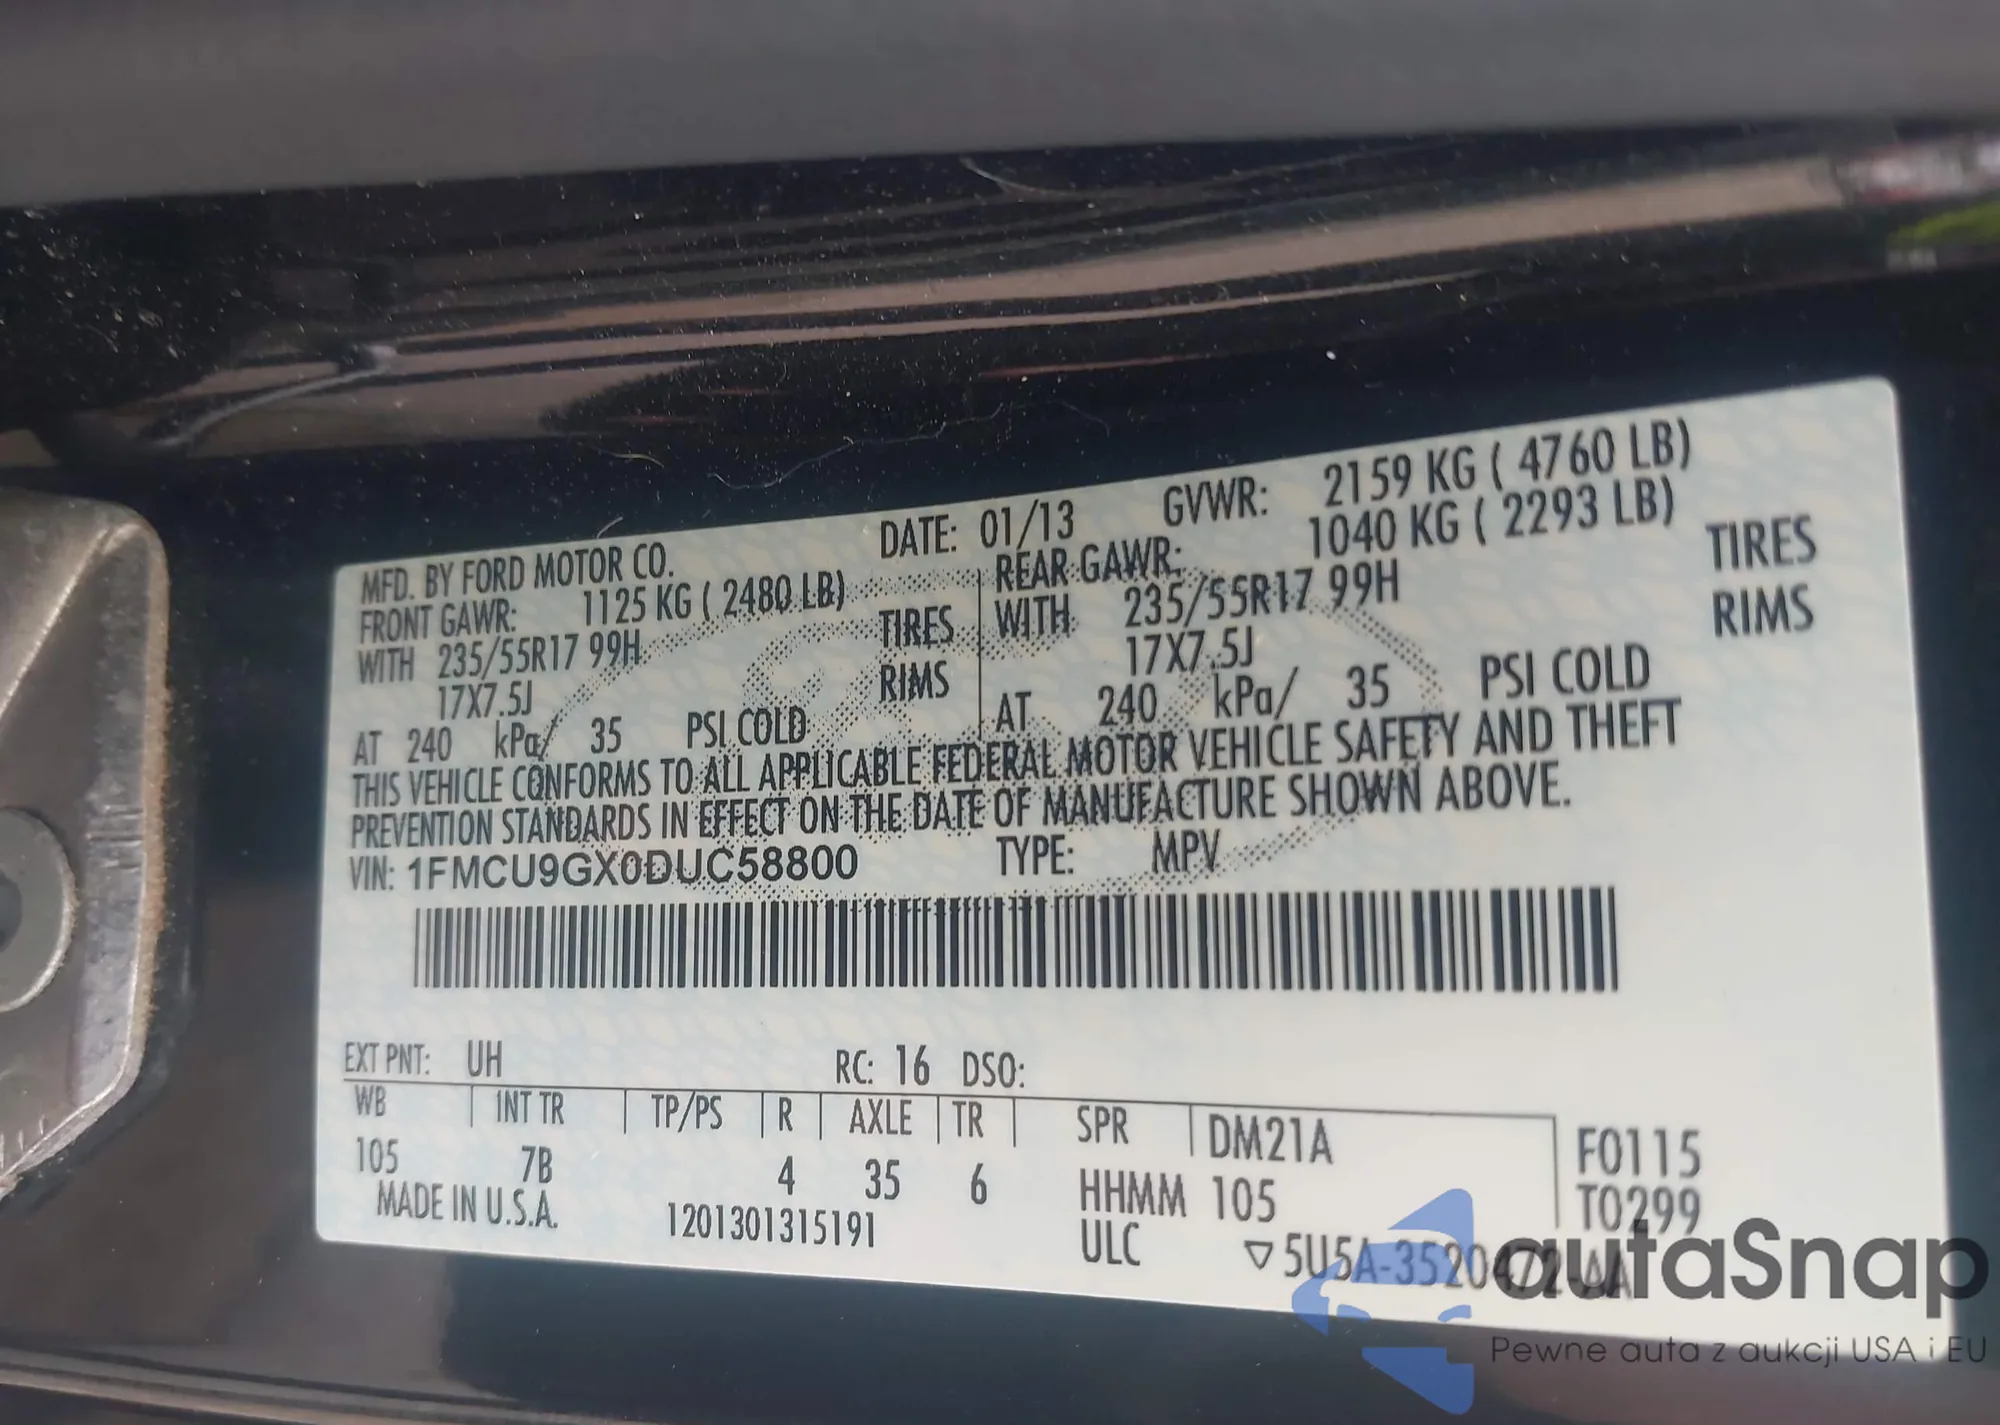 MFD. BY FORD MOTOR CO. DATE: 01/13 GVWR: 2159 KG ( 4760 LB)
FRONT GAWR: 1125 KG ( 2480 LB) REAR GAWR: 1040 KG ( 2293 LB)
WITH 235/55R17 99H TIRES WITH 235/55R17 99H TIRES
17X7.5J RIMS 17X7.5J RIMS
AT 240 kPa/ 35 PSI COLD AT 240 kPa/ 35 PSI COLD
THIS VEHICLE CONFORMS TO ALL APPLICABLE FEDERAL MOTOR VEHICLE SAFETY AND THEFT
PREVENTION STANDARDS IN EFFECT ON THE DATE OF MANUFACTURE SHOWN ABOVE.
VIN: 1FMCU9GX0DUC58800 TYPE: MPV
EXT PNT: UH RC: 16 DSO:
WB INT TR TP/PS R AXLE TR SPR DM21A F0115
105 7B 4 35 6 HHMM 105 T0299
MADE IN U.S.A. 1201301315191 ULC ▽5U5A-3520472-AA
autaSnap
Pewne auta z aukcji USA i EU